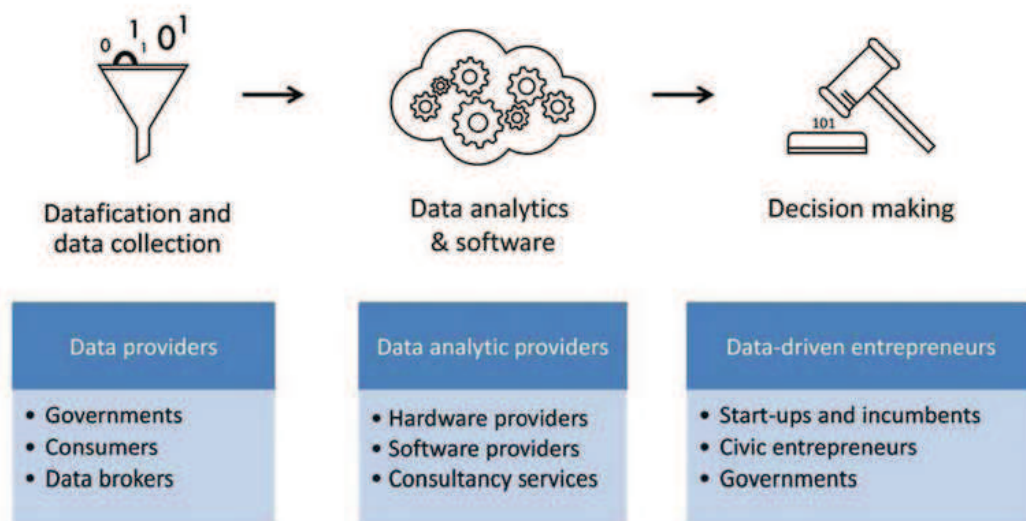 0 1 1 0 1
101
Datafication and
data collection
Data analytics
& software
Decision making
Data providers
• Governments
• Consumers
• Data brokers
Data analytic providers
• Hardware providers
• Software providers
• Consultancy services
Data-driven entrepreneurs
• Start-ups and incumbents
• Civic entrepreneurs
• Governments